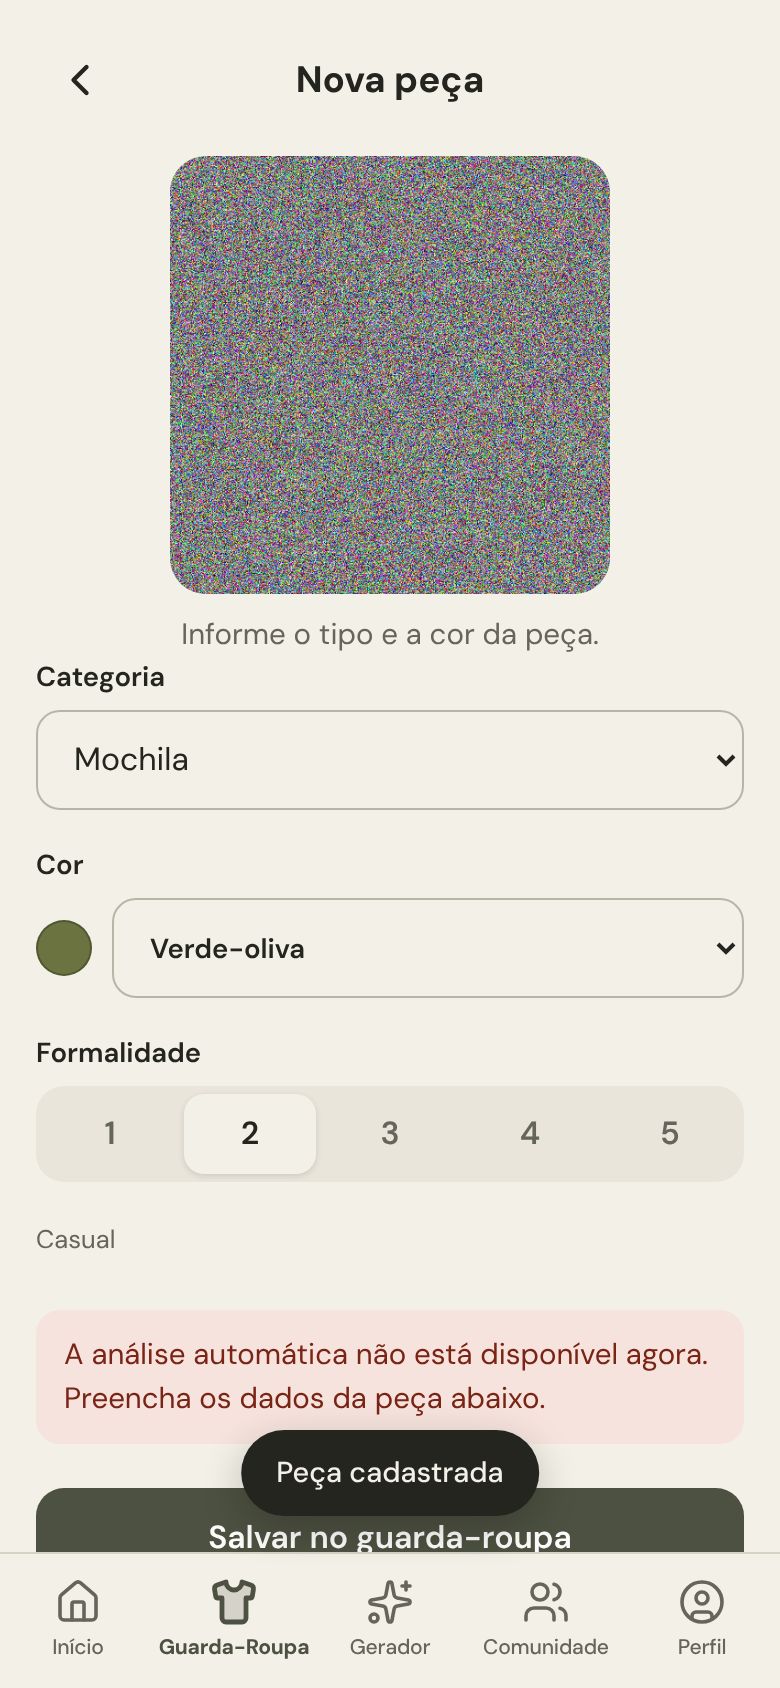 Nova peça
Informe o tipo e a cor da peça.
Categoria
Mochila
Cor
Verde-oliva
Formalidade
1 2 3 4 5
Casual
A análise automática não está disponível agora.
Preencha os dados da peça abaixo.
Peça cadastrada
Salvar no guarda-roupa
Início Guarda-Roupa Gerador Comunidade Perfil